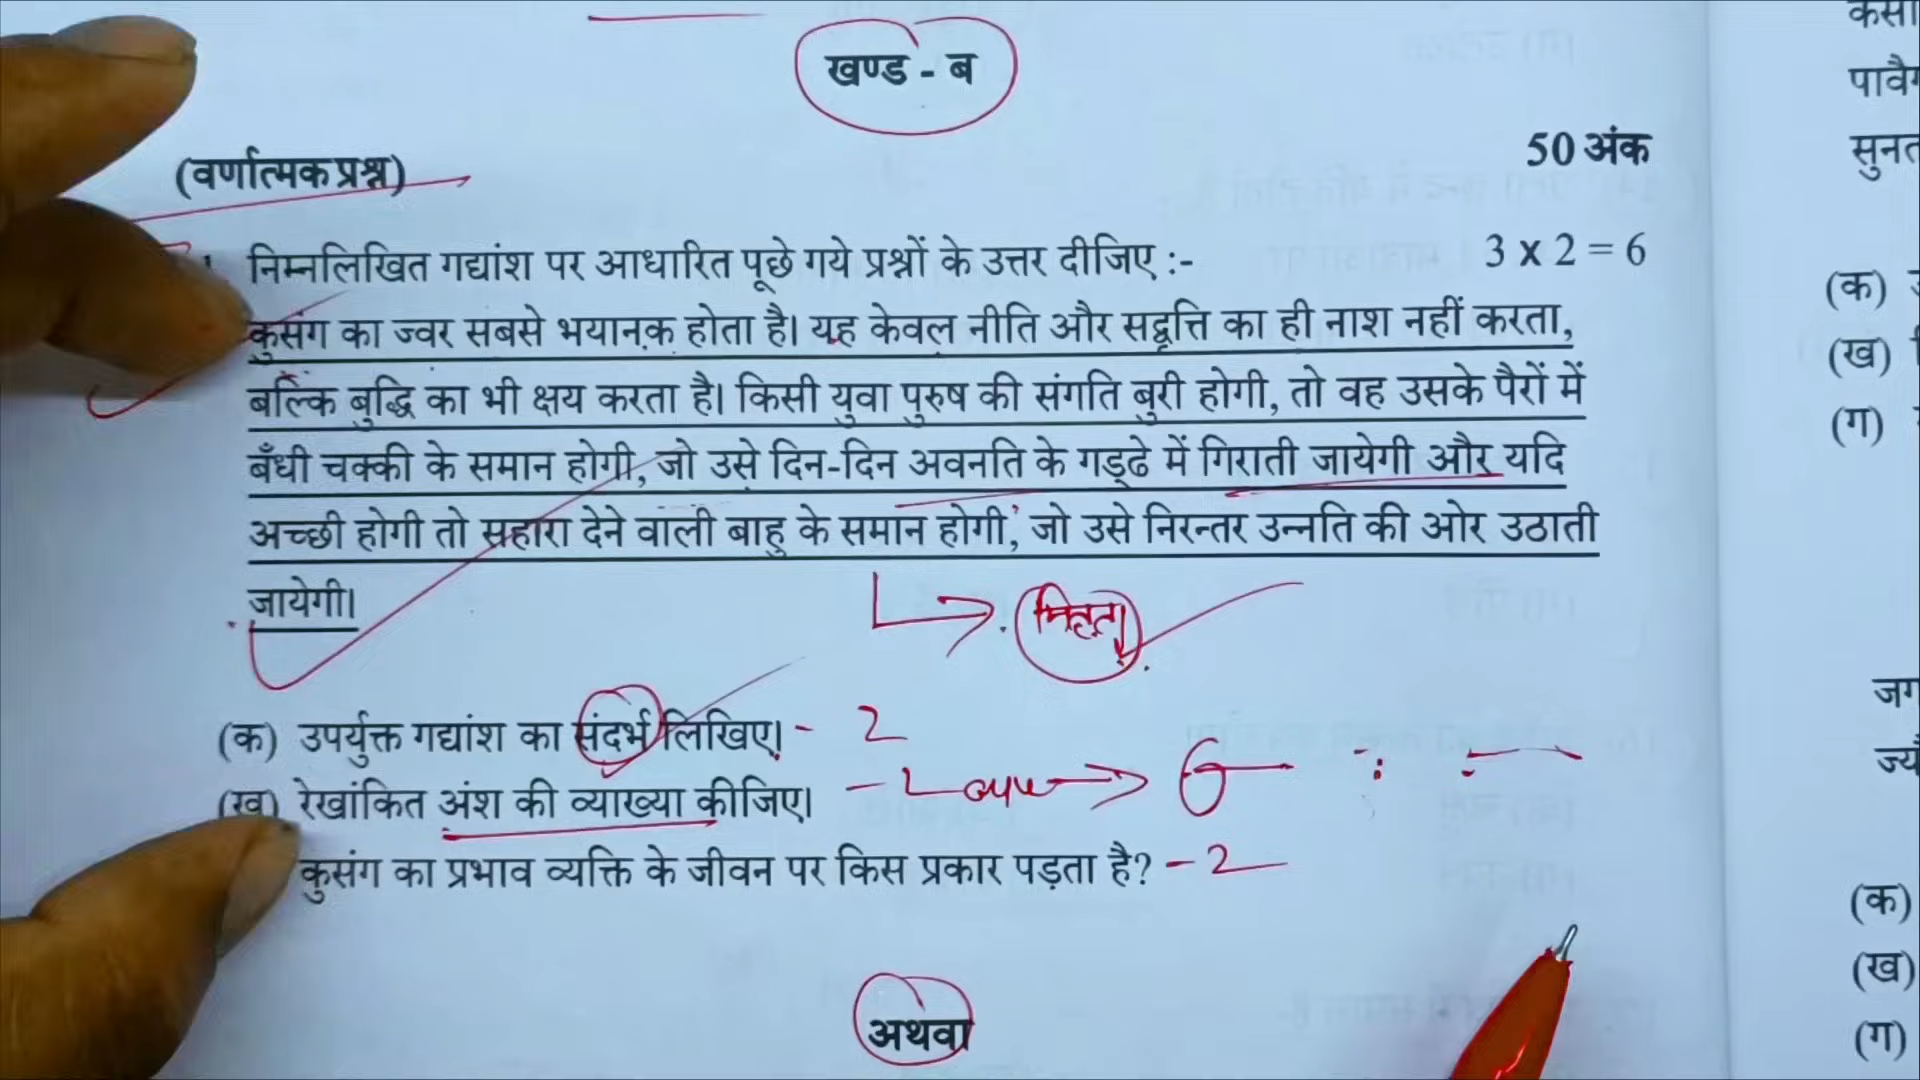 खण्ड - ब
(वर्णात्मक प्रश्न)
50 अंक
निम्नलिखित गद्यांश पर आधारित पूछे गये प्रश्नों के उत्तर दीजिए :-
3 x 2 = 6
कुसंग का ज्वर सबसे भयानक होता है। यह केवल नीति और सद्वृत्ति का ही नाश नहीं करता,
बल्कि बुद्धि का भी क्षय करता है। किसी युवा पुरुष की संगति बुरी होगी, तो वह उसके पैरों में
बँधी चक्की के समान होगी, जो उसे दिन-दिन अवनति के गड्ढे में गिराती जायेगी और यदि
अच्छी होगी तो सहारा देने वाली बाहु के समान होगी, जो उसे निरन्तर उन्नति की ओर उठाती
जायेगी।
(क) उपर्युक्त गद्यांश का संदर्भ लिखिए। - 2
(ख) रेखांकित अंश की व्याख्या कीजिए।
कुसंग का प्रभाव व्यक्ति के जीवन पर किस प्रकार पड़ता है? - 2
अथवा
पावै
सुनत
(क)
(ख)
(ग)
जग
(क)
(ख)
(ग)